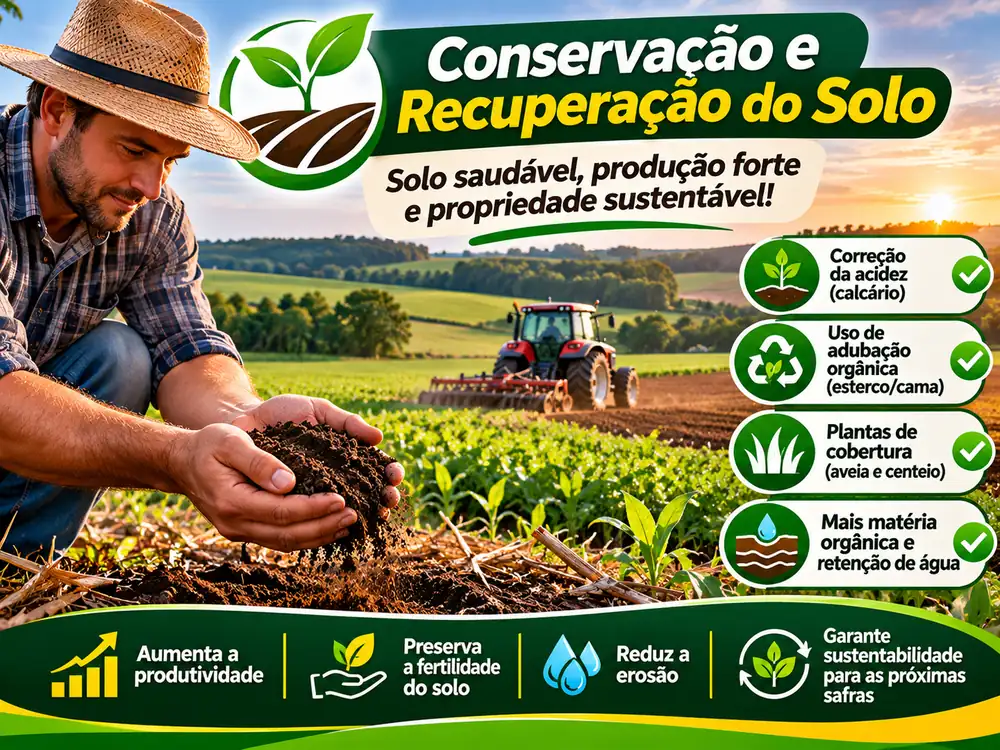 Conservação e
Recuperação do Solo
Solo saudável, produção forte
e propriedade sustentável!
Correção
da acidez
(calcário)
Uso de
adubação
orgânica
(esterco/cama)
Plantas de
cobertura
(aveia e centeio)
Mais matéria
orgânica e
retenção de água
Aumenta a
produtividade
Preserva
a fertilidade
do solo
Reduz a
erosão
Garante
sustentabilidade
para as próximas
safras